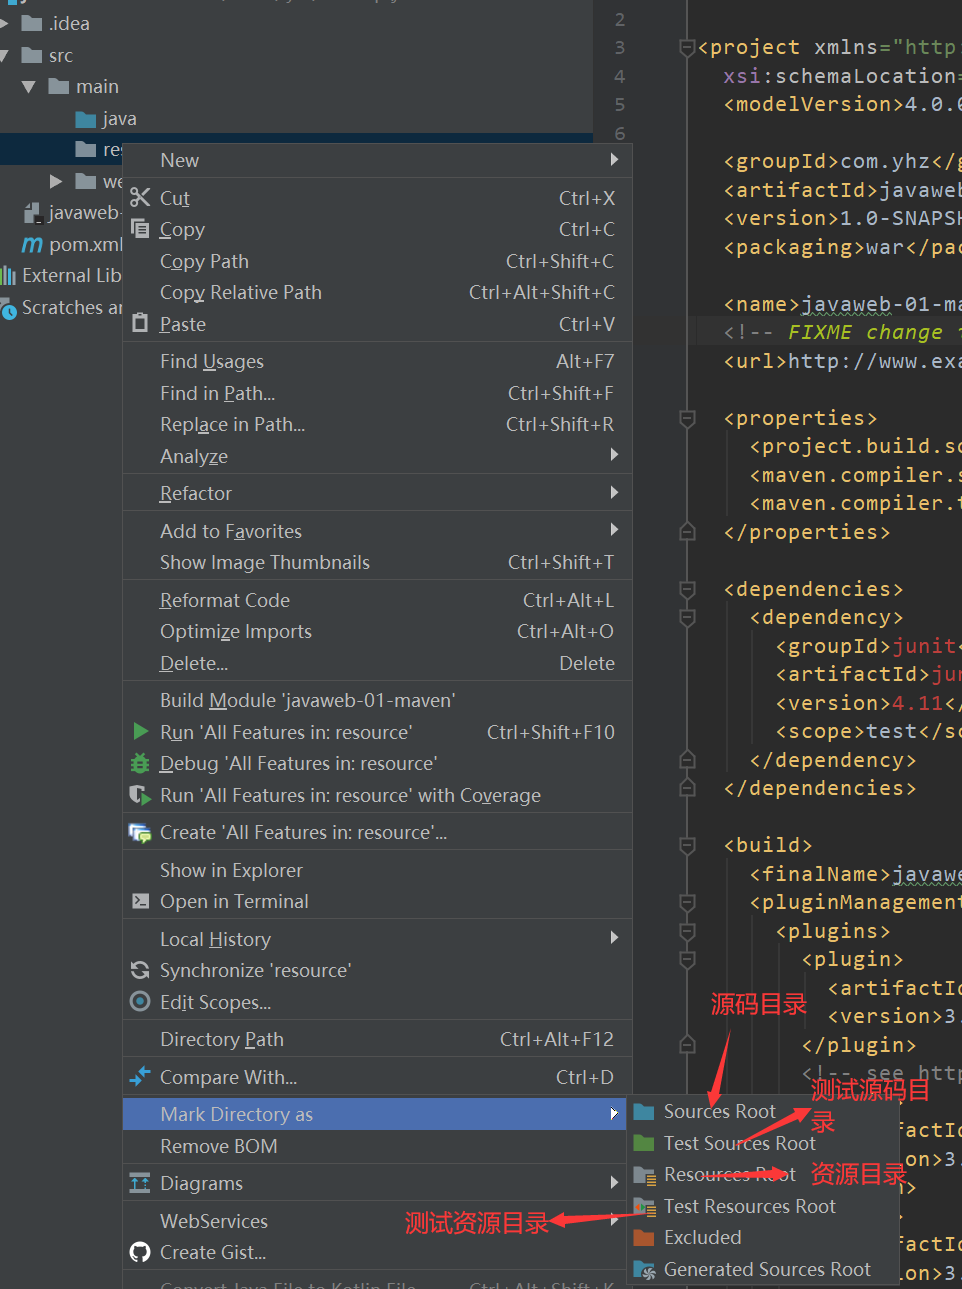 .idea
src
main
java
res
we
javaweb-
pom.xml
External Lib
Scratches a
New
Cut Ctrl+X
Copy Ctrl+C
Copy Path Ctrl+Shift+C
Copy Relative Path Ctrl+Alt+Shift+C
Paste Ctrl+V
Find Usages Alt+F7
Find in Path... Ctrl+Shift+F
Replace in Path... Ctrl+Shift+R
Analyze
Refactor
Add to Favorites
Show Image Thumbnails Ctrl+Shift+T
Reformat Code Ctrl+Alt+L
Optimize Imports Ctrl+Alt+O
Delete... Delete
Build Module 'javaweb-01-maven'
Run 'All Features in: resource' Ctrl+Shift+F10
Debug 'All Features in: resource'
Run 'All Features in: resource' with Coverage
Create 'All Features in: resource'...
Show in Explorer
Open in Terminal
Local History
Synchronize 'resource'
Edit Scopes...
Directory Path Ctrl+Alt+F12
Compare With... Ctrl+D
Mark Directory as
Remove BOM
Diagrams
WebServices
Create Gist...
Convert Java File to Kotlin File Ctrl+Alt+Shift+K
Sources Root
Test Sources Root
Resources Root
Test Resources Root
Excluded
Generated Sources Root
源码目录
测试源码目
录
资源目录
测试资源目录
2
3 <project xmlns="http:
4 xsi:schemaLocation=
5 <modelVersion>4.0.0
6
<groupId>com.yhz</g
<artifactId>javaweb
<version>1.0-SNAPSH
<packaging>war</pac
<name>javaweb-01-ma
<!-- FIXME change
<url>http://www.exa
<properties>
<project.build.so
<maven.compiler.s
<maven.compiler.t
</properties>
<dependencies>
<dependency>
<groupId>junit<
<artifactId>jun
<version>4.11</
<scope>test</sc
</dependency>
</dependencies>
<build>
<finalName>javawe
<pluginManagement
<plugins>
<plugin>
<artifactId
<version>3.
</plugin>
<!-- see http
>
factId
on>3.
>
>
factId
on>3.